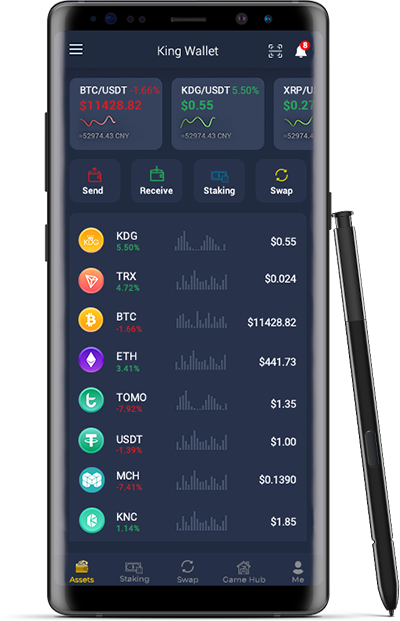 King Wallet
8
BTC/USDT -1.66%
$11428.82
≈52974.43 CNY
KDG/USDT 5.50%
$0.55
≈52974.43 CNY
XRP/U
$0.27
≈52974.4
Send
Receive
Staking
Swap
KDG
KDG
5.50%
$0.55
TRX
4.72%
$0.024
BTC
-1.66%
$11428.82
ETH
3.41%
$441.73
TOMO
-7.92%
$1.35
USDT
-1.39%
$1.00
MCH
-7.41%
$0.1390
KNC
1.14%
$1.85
Assets
Staking
Swap
Game Hub
Me